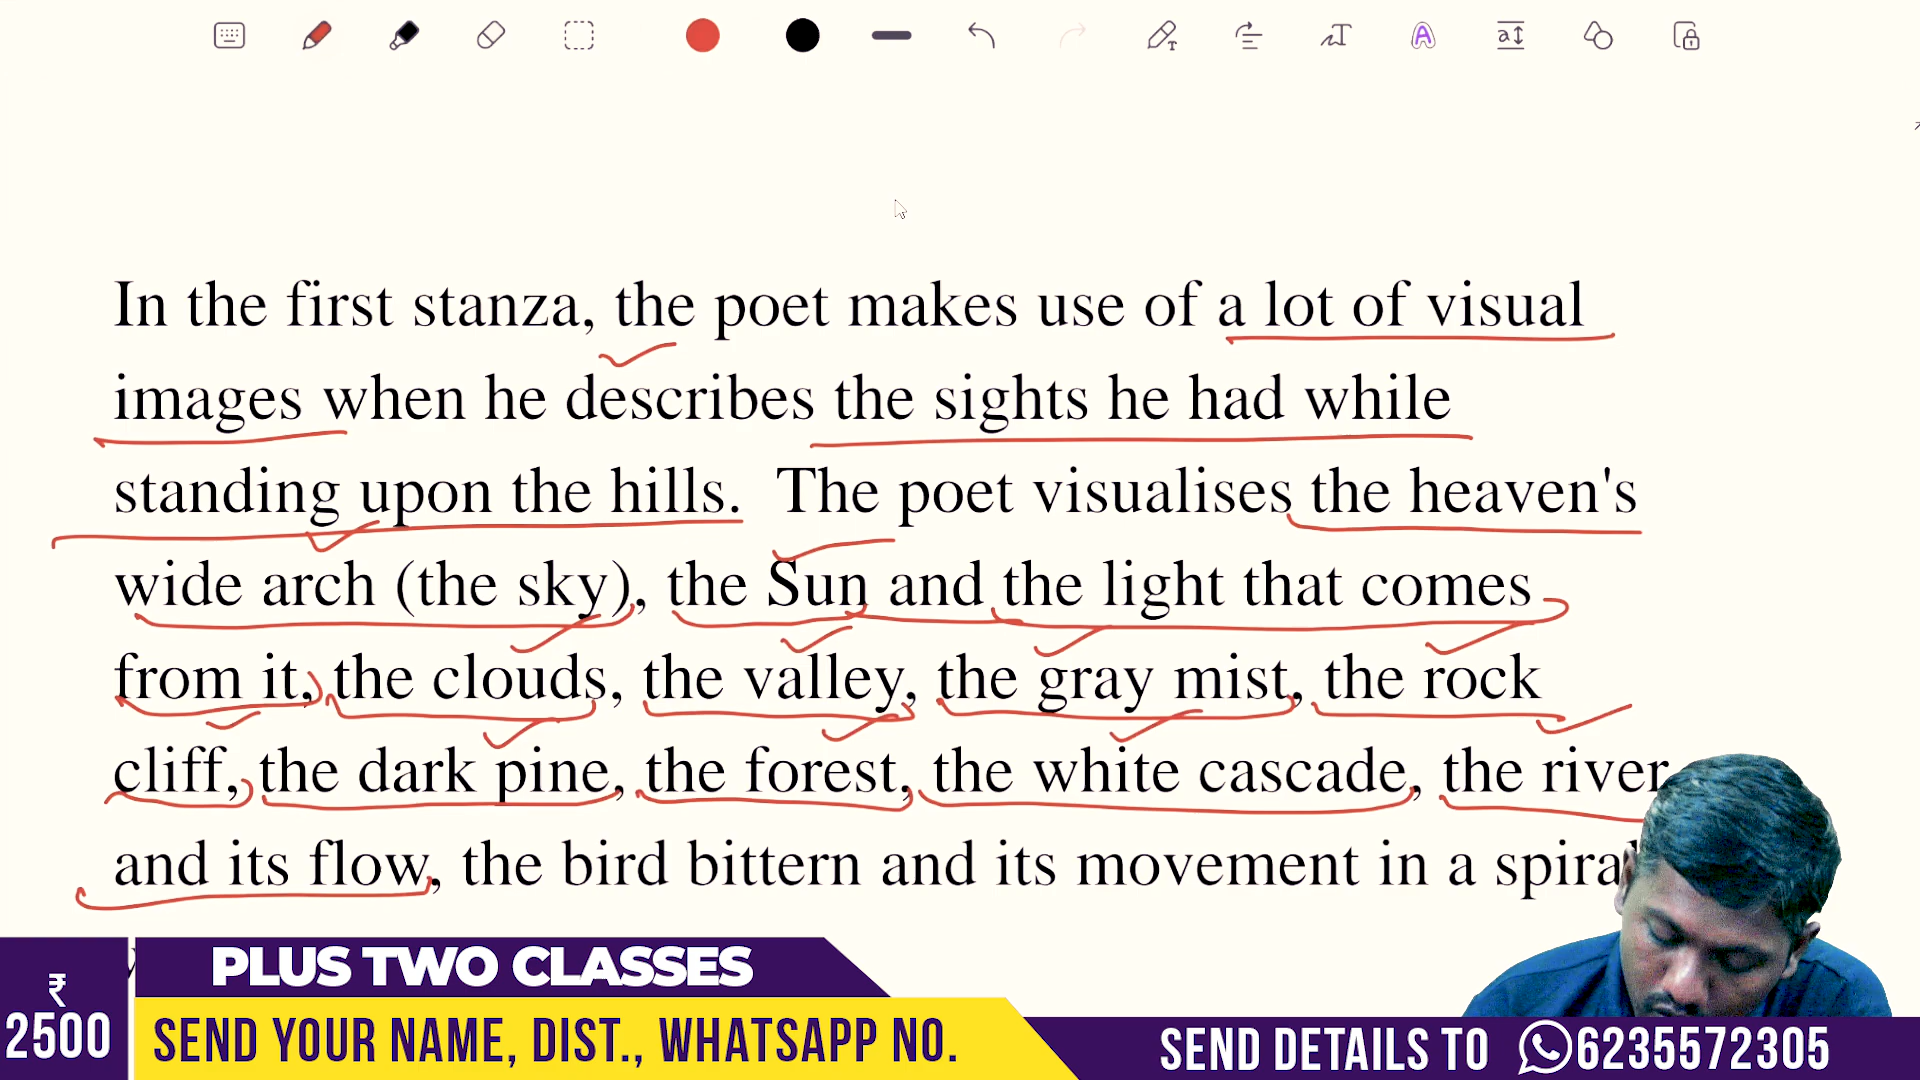 In the first stanza, the poet makes use of a lot of visual
images when he describes the sights he had while
standing upon the hills. The poet visualises the heaven's
wide arch (the sky), the Sun and the light that comes
from it, the clouds, the valley, the gray mist, the rock
cliff, the dark pine, the forest, the white cascade, the river
and its flow, the bird bittern and its movement in a spiral
PLUS TWO CLASSES
₹
2500
SEND YOUR NAME, DIST., WHATSAPP NO.
SEND DETAILS TO 6235572305